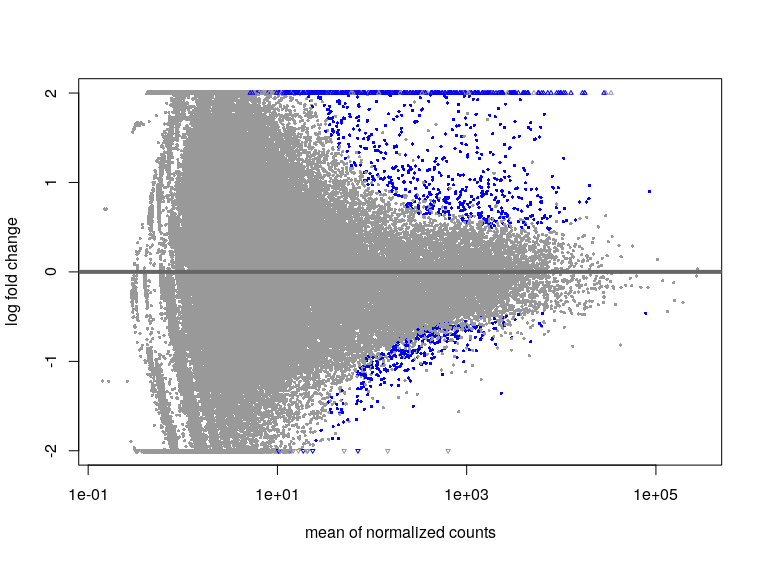 2
1
0
-1
-2
log fold change
1e-01
1e+01
1e+03
1e+05
mean of normalized counts